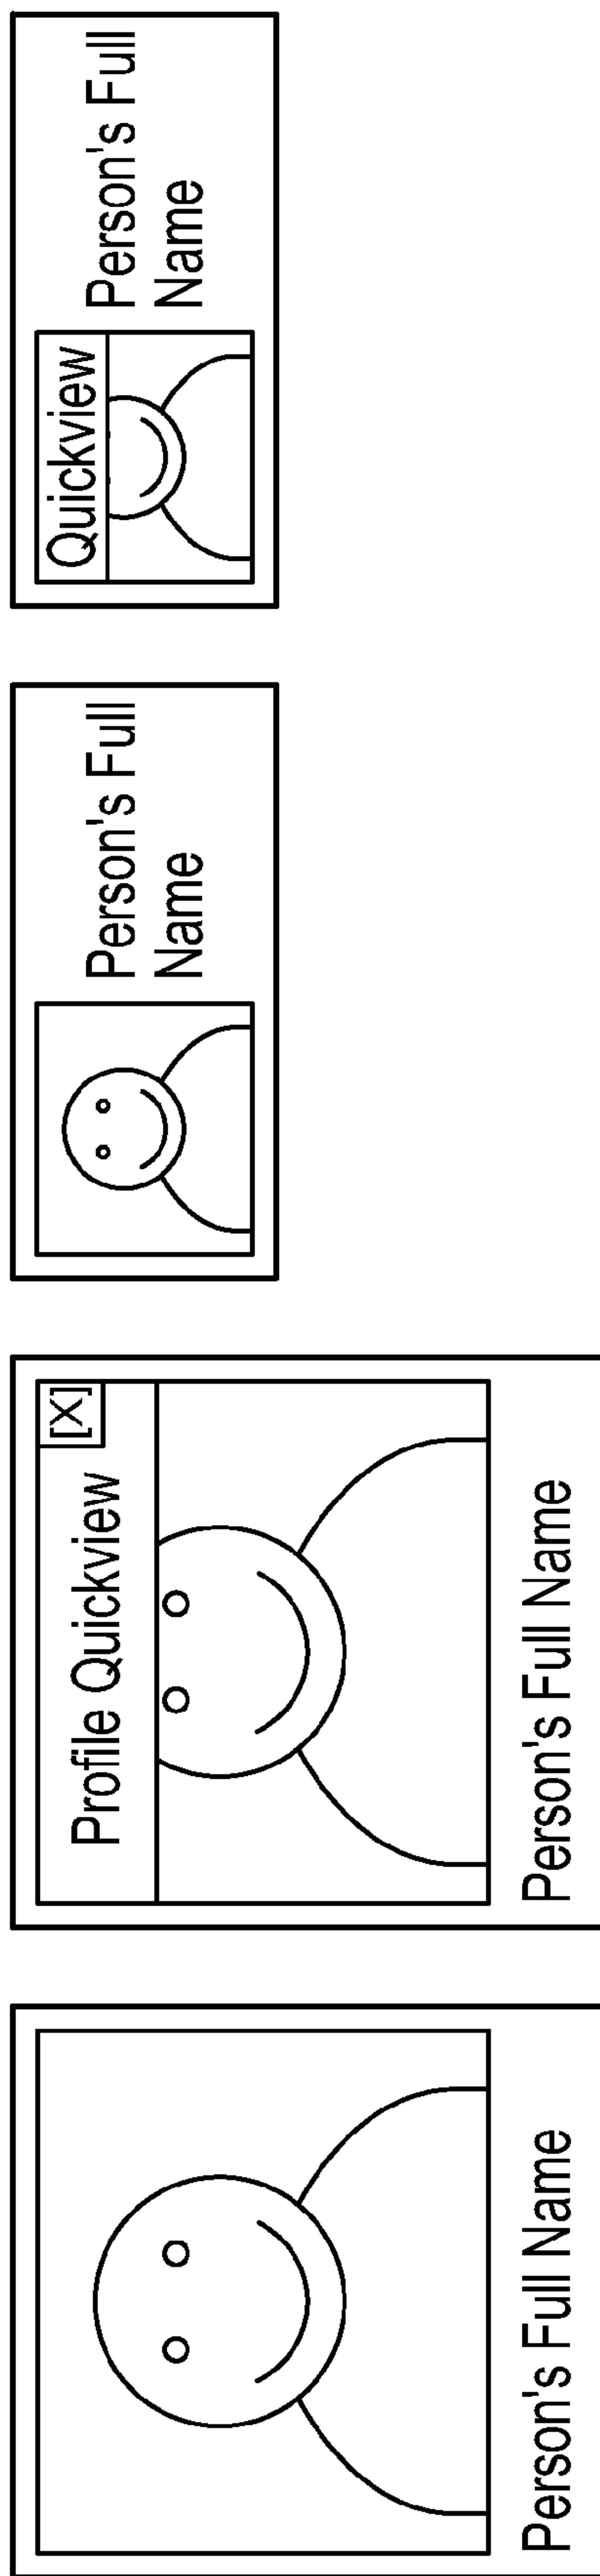 Person's Full Name
Profile Quickview
[X]
Person's Full Name
Person's Full
Name
Quickview
Person's Full
Name